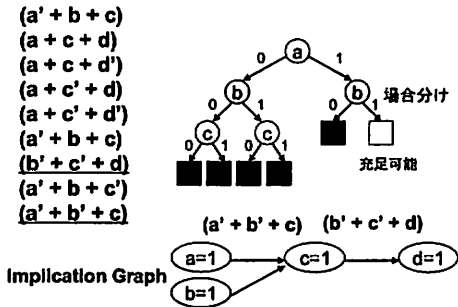 (a' + b + c)
(a + c + d)
(a + c + d')
(a + c' + d)
(a + c' + d')
(a' + b + c)
(b' + c' + d)
(a' + b + c')
(a' + b' + c)
a
0 1
b b 場合分け
0 1 0 1
c c
充足可能
0 1 0 1
(a' + b' + c) (b' + c' + d)
a=1 c=1 d=1
Implication Graph b=1